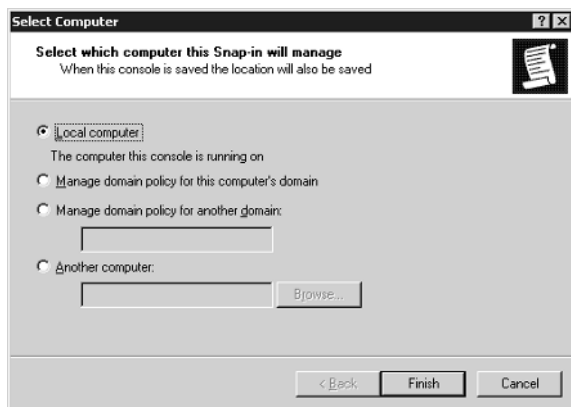 Select Computer
Select which computer this Snap-in will manage
When this console is saved the location will also be saved
Local computer
The computer this console is running on
Manage domain policy for this computer's domain
Manage domain policy for another domain:
Another computer:
Browse...
< Back
Finish
Cancel